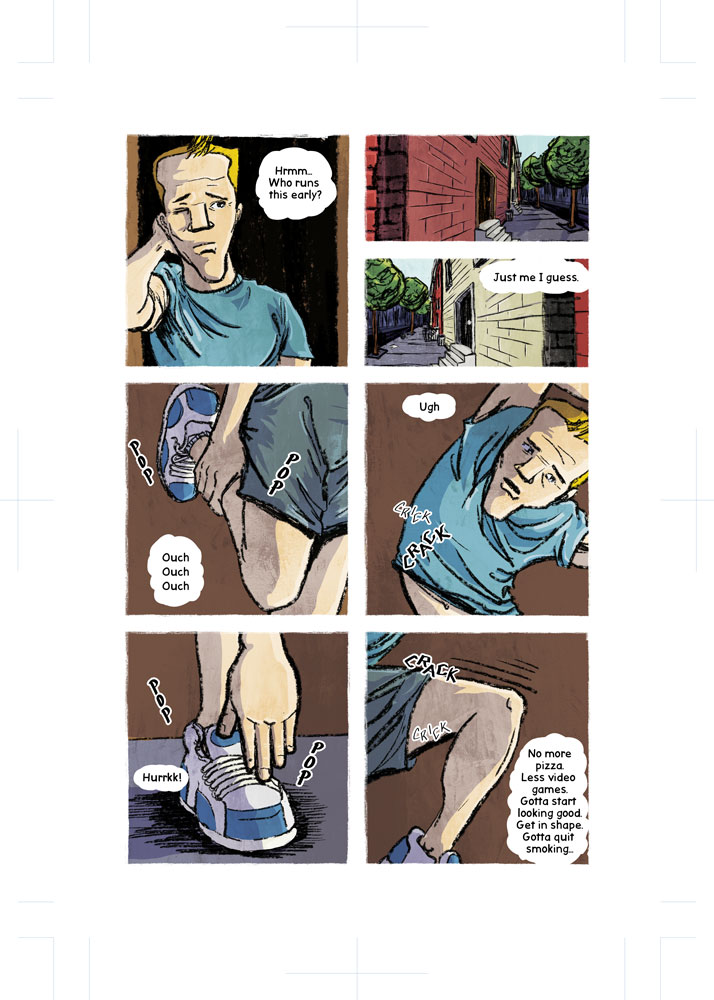 Hrmm..
Who runs
this early?
Just me I guess.
POP
POP
Ouch
Ouch
Ouch
Ugh
CRICK
CRACK
POP
POP
Hurrkk!
CRACK
CRICK
No more
pizza.
Less video
games.
Gotta start
looking good.
Get in shape.
Gotta quit
smoking..